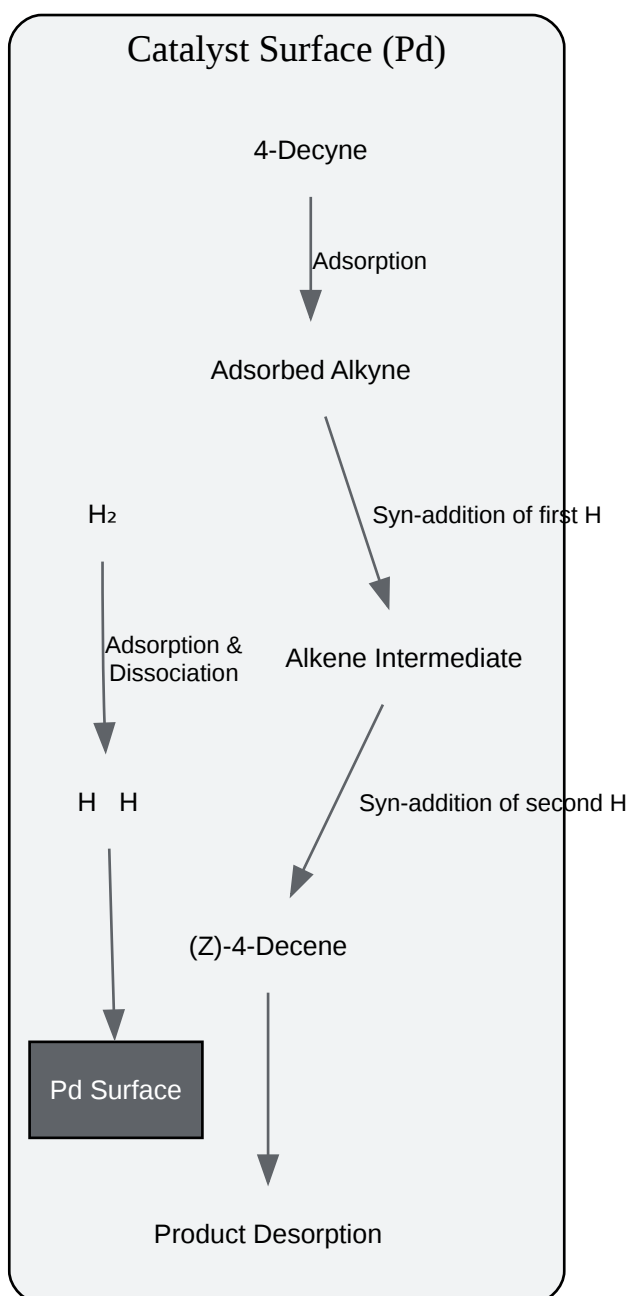 Catalyst Surface (Pd)
4-Decyne
Adsorption
Adsorbed Alkyne
H₂
Syn-addition of first H
Adsorption &
Dissociation
Alkene Intermediate
H H
Syn-addition of second H
(Z)-4-Decene
Pd Surface
Product Desorption